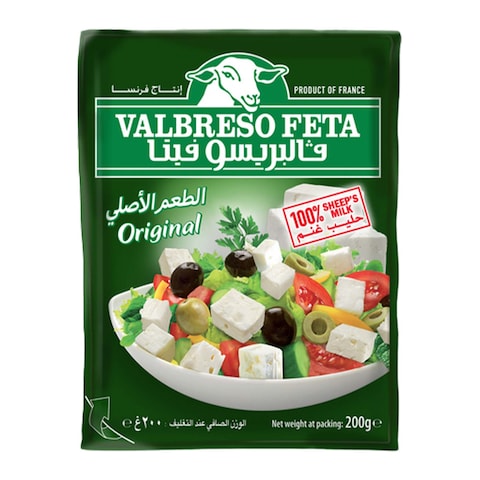 إنتاج فرنسا
PRODUCT OF FRANCE
VALBRESO FETA
ڤالبريسو فيتا
الطعم الأصلي
Original
100% SHEEP'S MILK
حليب غنم
الوزن الصافي عند التغليف : ٢٠٠غ e
Net weight at packing: 200g e